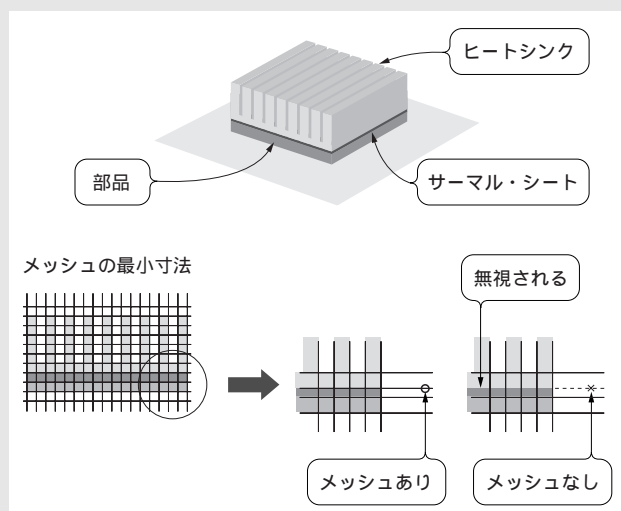 ヒートシンク
部品
サーマル・シート
メッシュの最小寸法
無視される
メッシュあり
メッシュなし